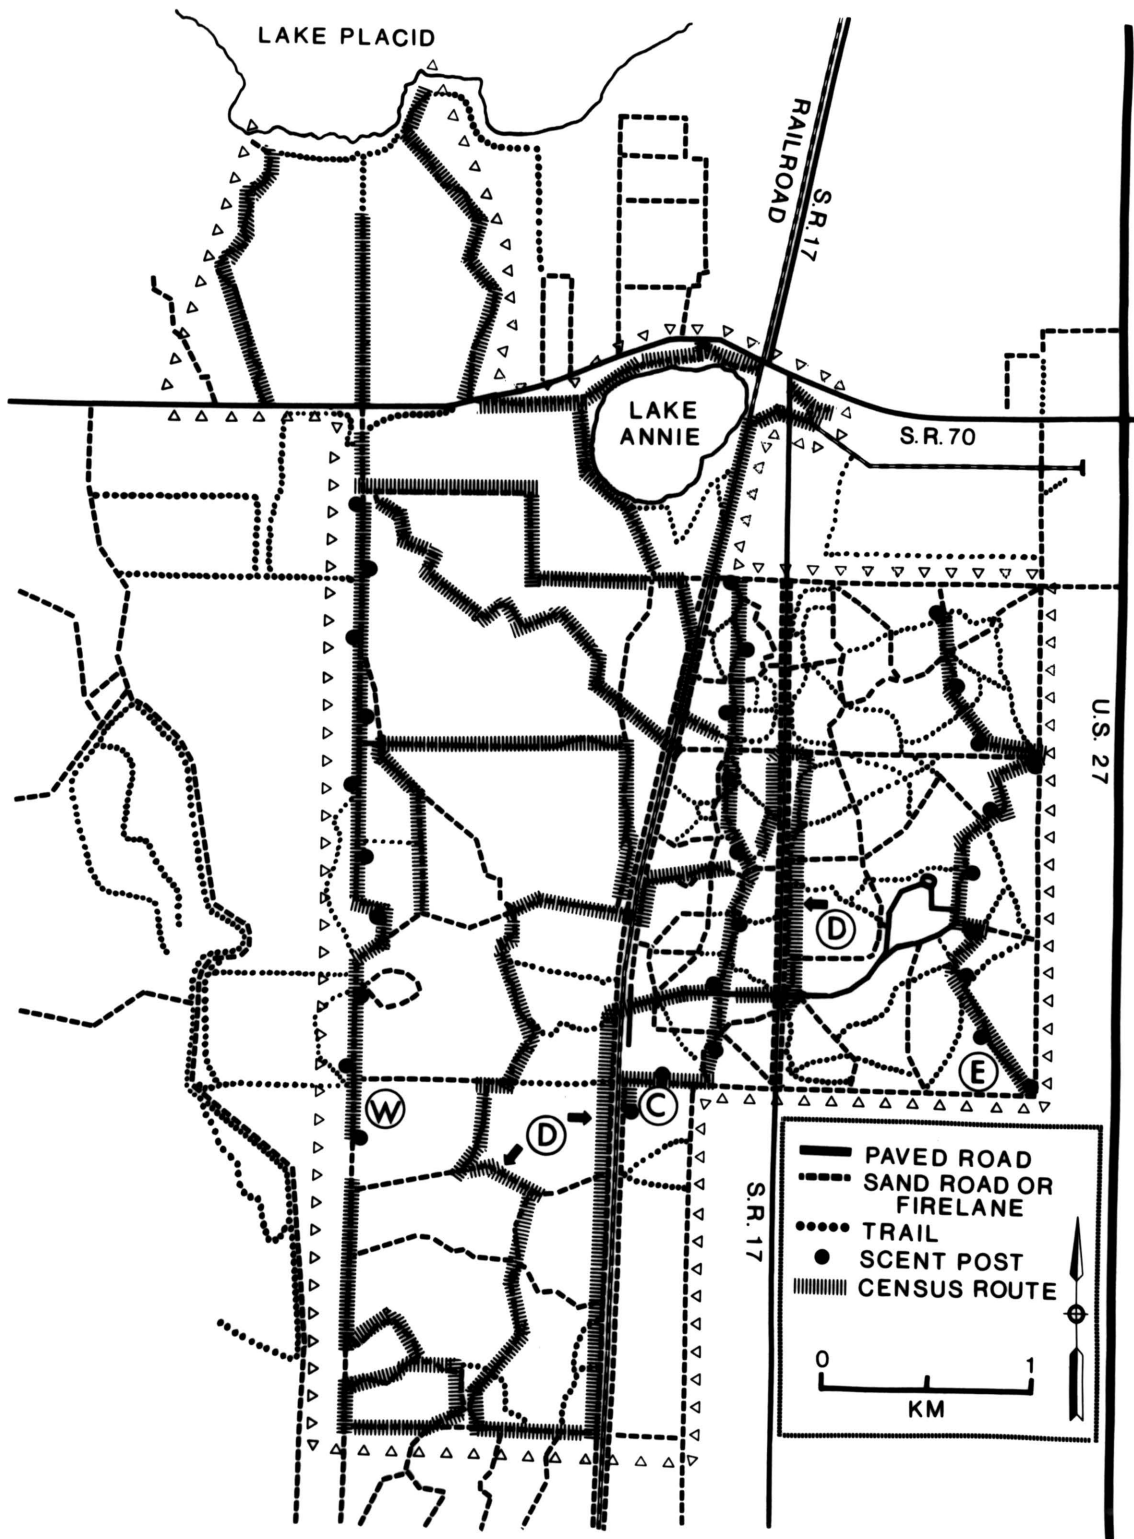 LAKE PLACID
RAILROAD
S.R.17
LAKE
ANNIE
S.R. 70
U.S. 27
D
E
W
D
C
S.R. 17
PAVED ROAD
SAND ROAD OR
FIRELANE
TRAIL
SCENT POST
CENSUS ROUTE
0 1
KM